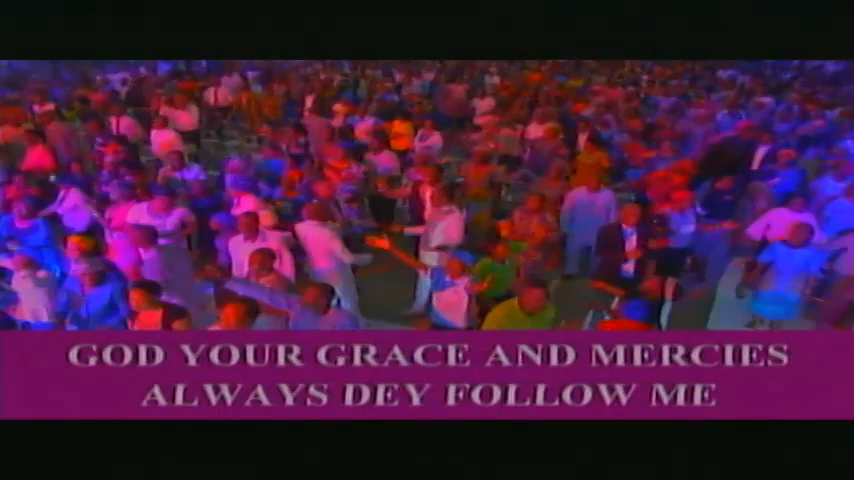 GOD YOUR GRACE AND MERCIES
ALWAYS DEY FOLLOW ME